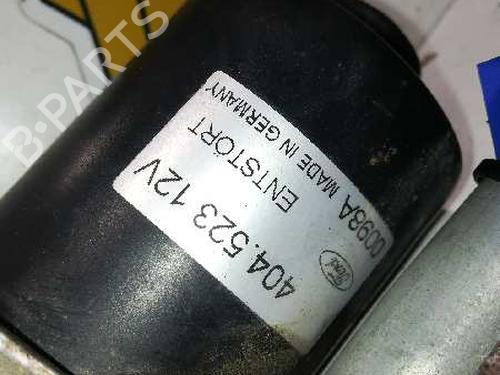 B-PARTS
404.523 12V
ENTSTÖRT
0098A MADE IN GERMANY
Ford